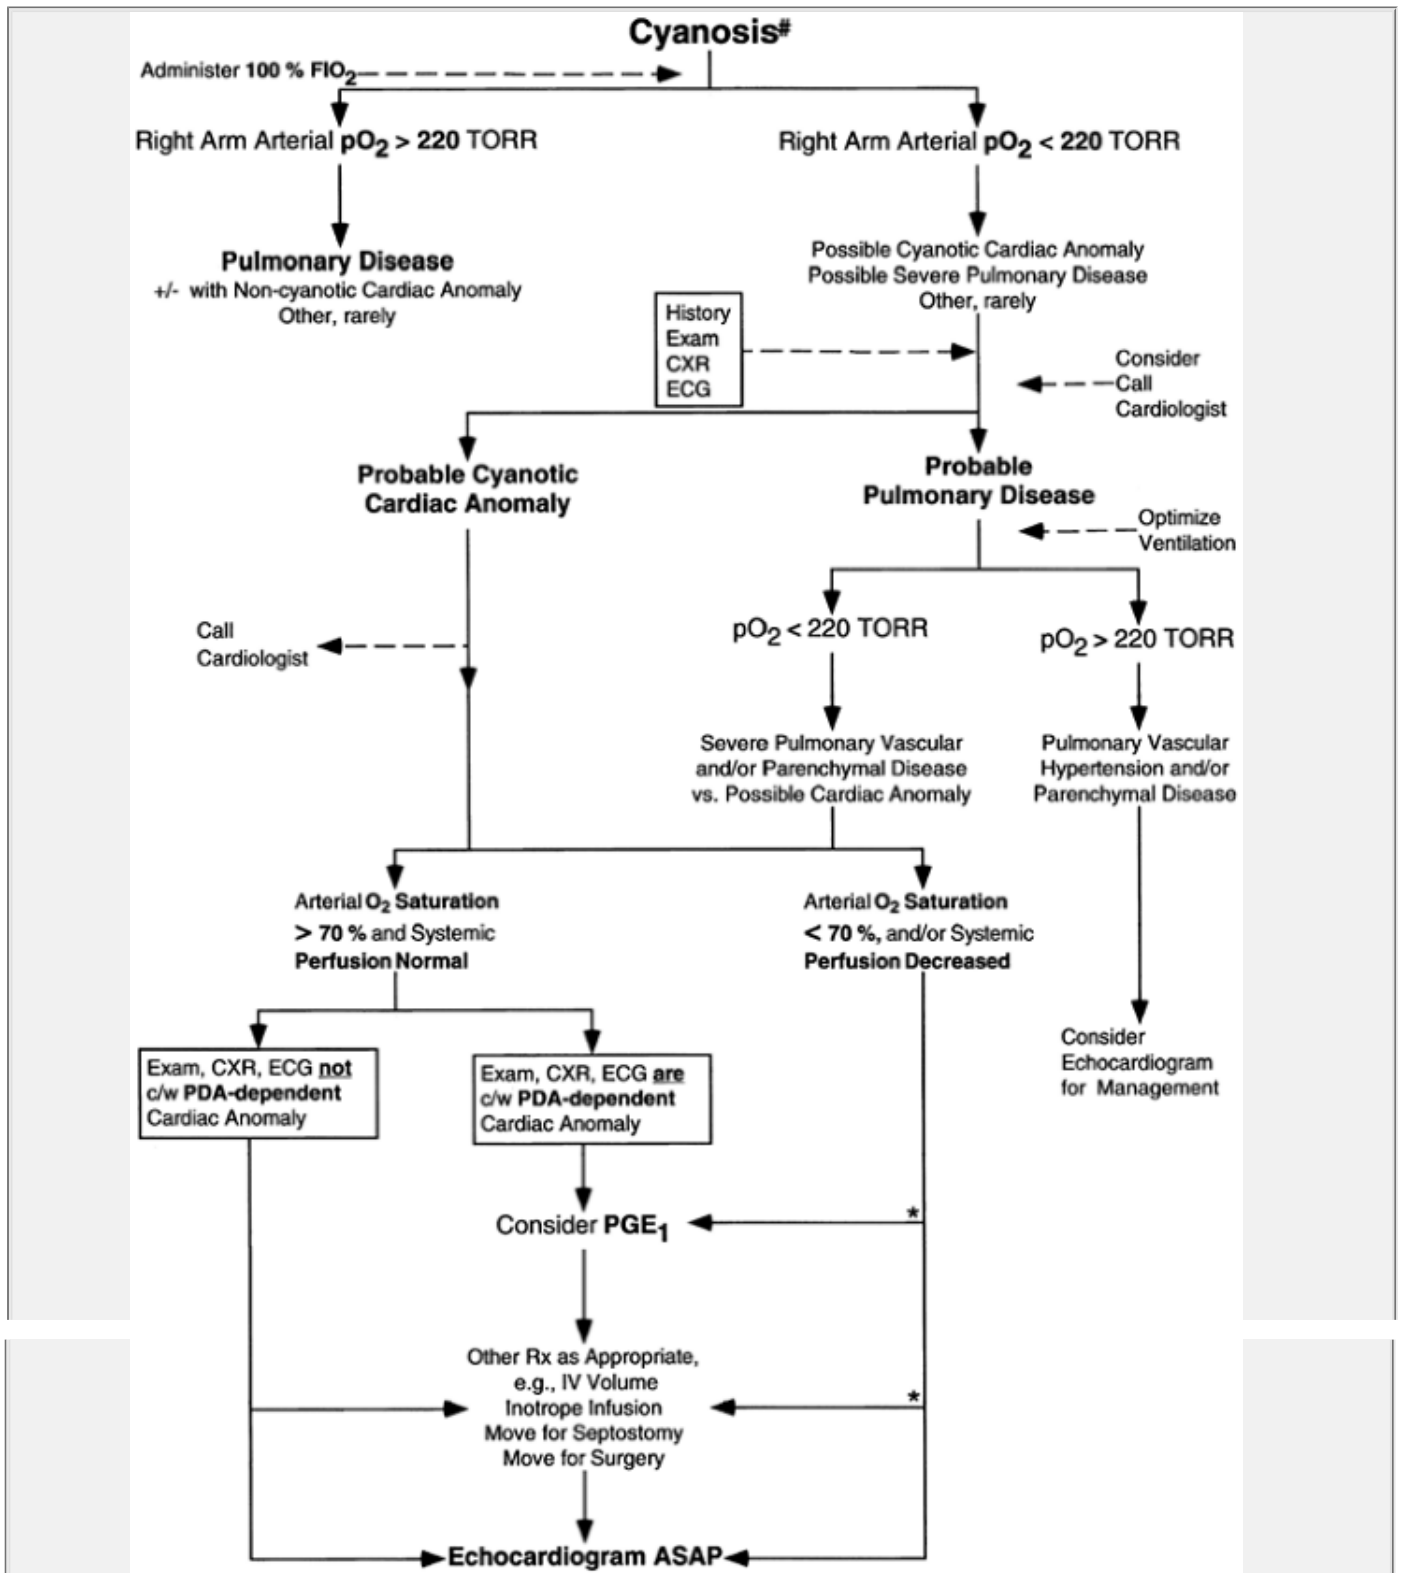 Cyanosis#
Administer 100 % FIO2
Right Arm Arterial pO2 > 220 TORR
Right Arm Arterial pO2 < 220 TORR
Pulmonary Disease
+/- with Non-cyanotic Cardiac Anomaly
Other, rarely
Possible Cyanotic Cardiac Anomaly
Possible Severe Pulmonary Disease
Other, rarely
History
Exam
CXR
ECG
Consider
Call
Cardiologist
Probable Cyanotic
Cardiac Anomaly
Probable
Pulmonary Disease
Optimize
Ventilation
Call
Cardiologist
pO2 < 220 TORR
pO2 > 220 TORR
Severe Pulmonary Vascular
and/or Parenchymal Disease
vs. Possible Cardiac Anomaly
Pulmonary Vascular
Hypertension and/or
Parenchymal Disease
Arterial O2 Saturation
> 70 % and Systemic
Perfusion Normal
Arterial O2 Saturation
< 70 %, and/or Systemic
Perfusion Decreased
Exam, CXR, ECG not
c/w PDA-dependent
Cardiac Anomaly
Exam, CXR, ECG are
c/w PDA-dependent
Cardiac Anomaly
Consider
Echocardiogram
for Management
Consider PGE1
*
Other Rx as Appropriate,
e.g., IV Volume
Inotrope Infusion
Move for Septostomy
Move for Surgery
*
Echocardiogram ASAP